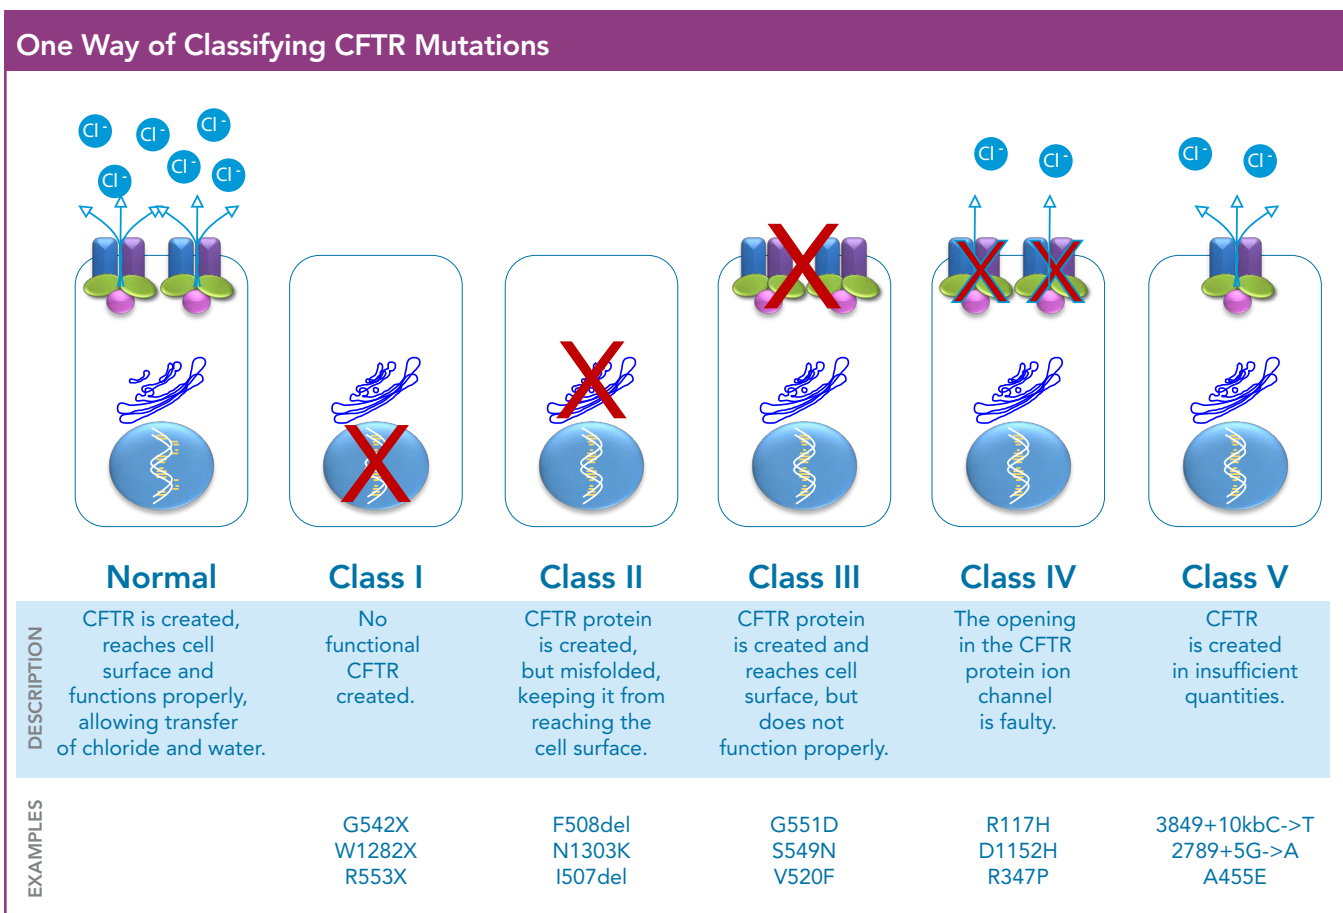 One Way of Classifying CFTR Mutations
Cl -
Cl -
Cl -
Cl -
Cl -
Cl -
Cl -
Cl -
Cl -
Cl -
Normal
Class I
Class II
Class III
Class IV
Class V
DESCRIPTION
CFTR is created,
reaches cell
surface and
functions properly,
allowing transfer
of chloride and water.
No
functional
CFTR
created.
CFTR protein
is created,
but misfolded,
keeping it from
reaching the
cell surface.
CFTR protein
is created and
reaches cell
surface, but
does not
function properly.
The opening
in the CFTR
protein ion
channel
is faulty.
CFTR
is created
in insufficient
quantities.
EXAMPLES
G542X
W1282X
R553X
F508del
N1303K
I507del
G551D
S549N
V520F
R117H
D1152H
R347P
3849+10kbC->T
2789+5G->A
A455E